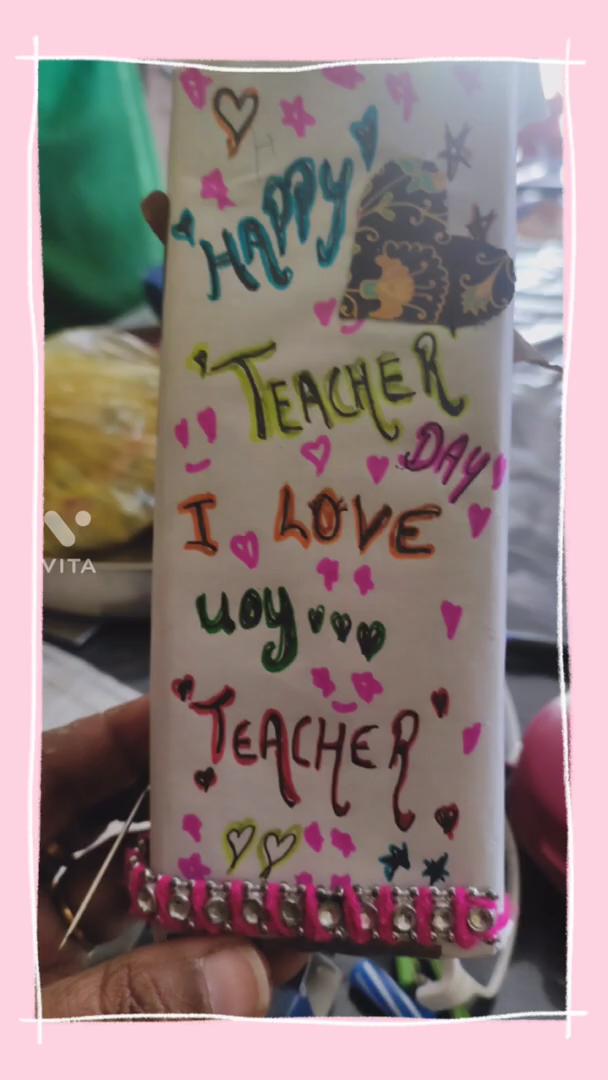 HAPPY
TEACHER
DAY
I LOVE
VITA
uoy...
TEACHER